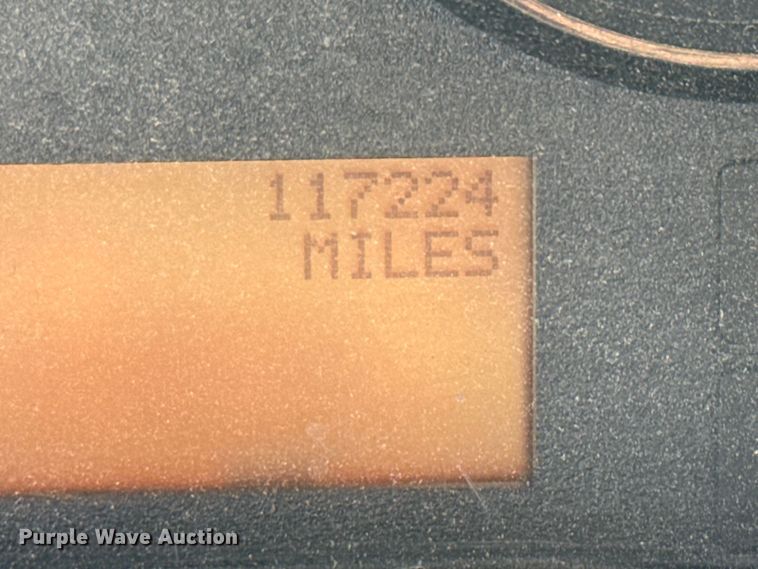 117224
MILES
Purple Wave Auction